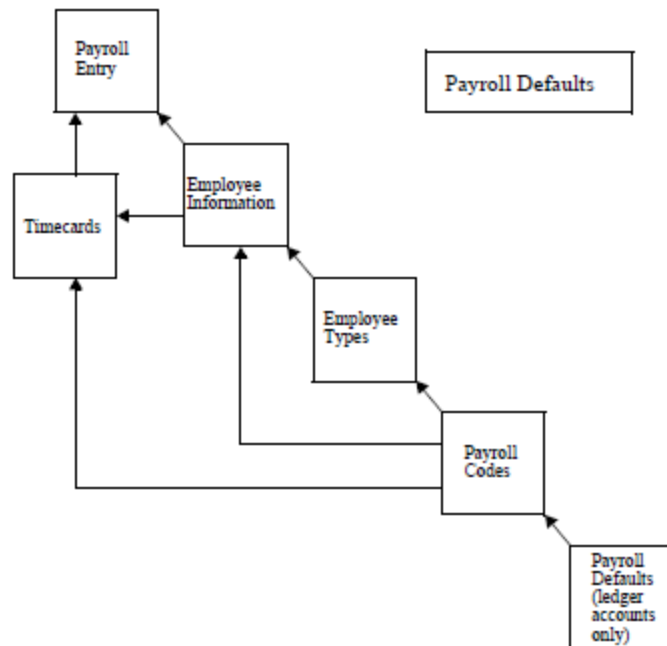 Payroll
Entry
Payroll Defaults
Employee
Information
Timecards
Employee
Types
Payroll
Codes
Payroll
Defaults
(ledger
accounts
only)